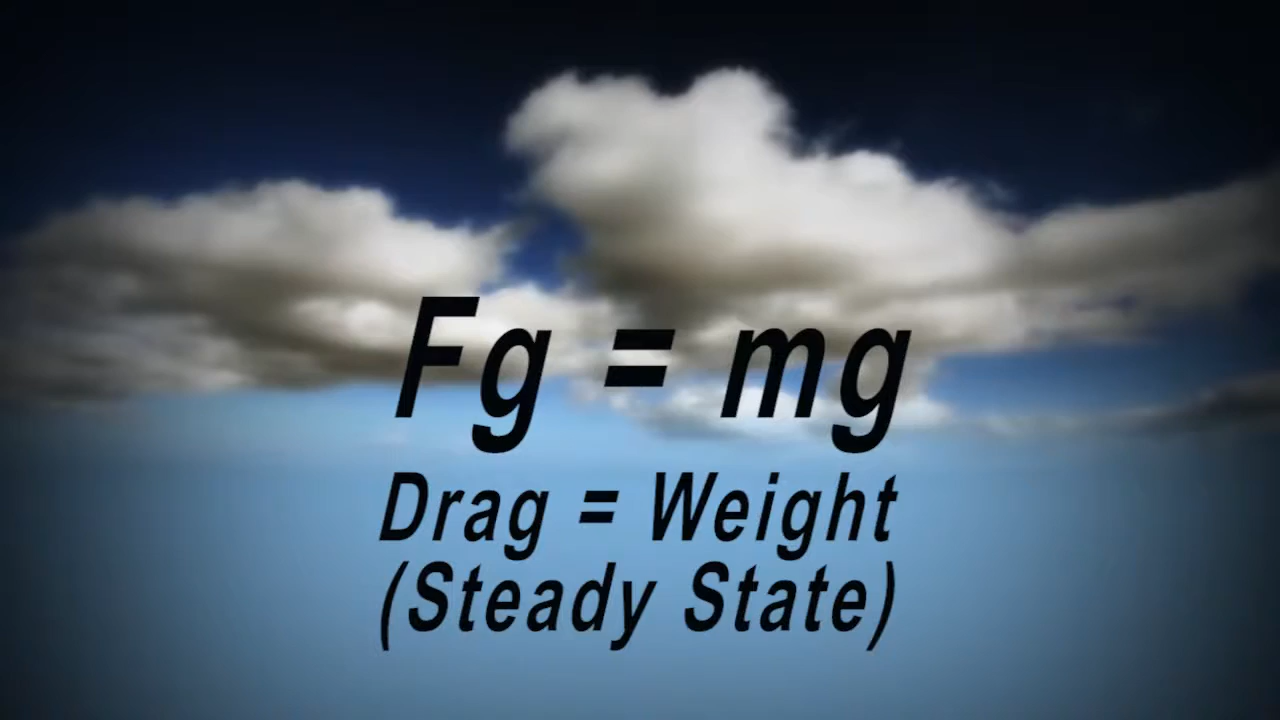 Fg = mg
Drag = Weight
(Steady State)